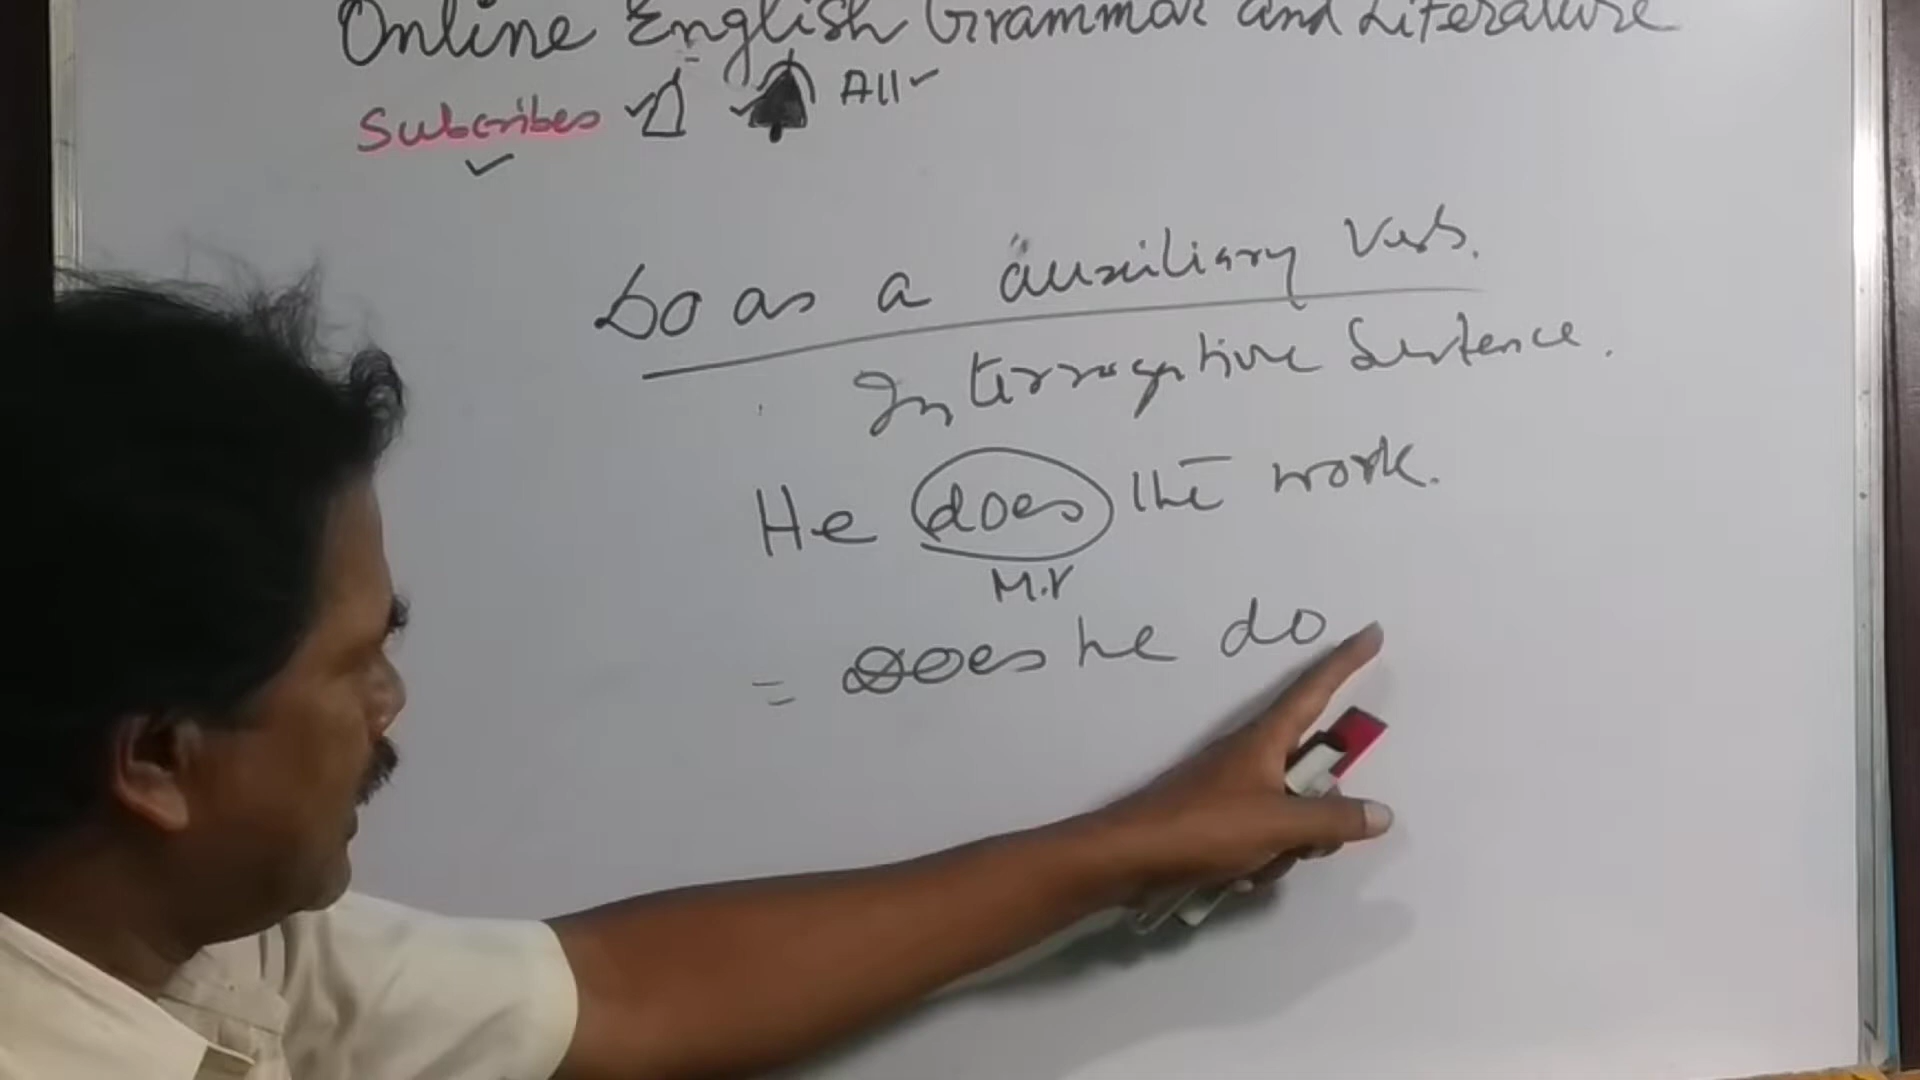 Online English Grammar and Literature
Subcribes All
Do as a auxiliary Verb.
Interrogative Sentence.
He does the work.
M.V
= Does he do